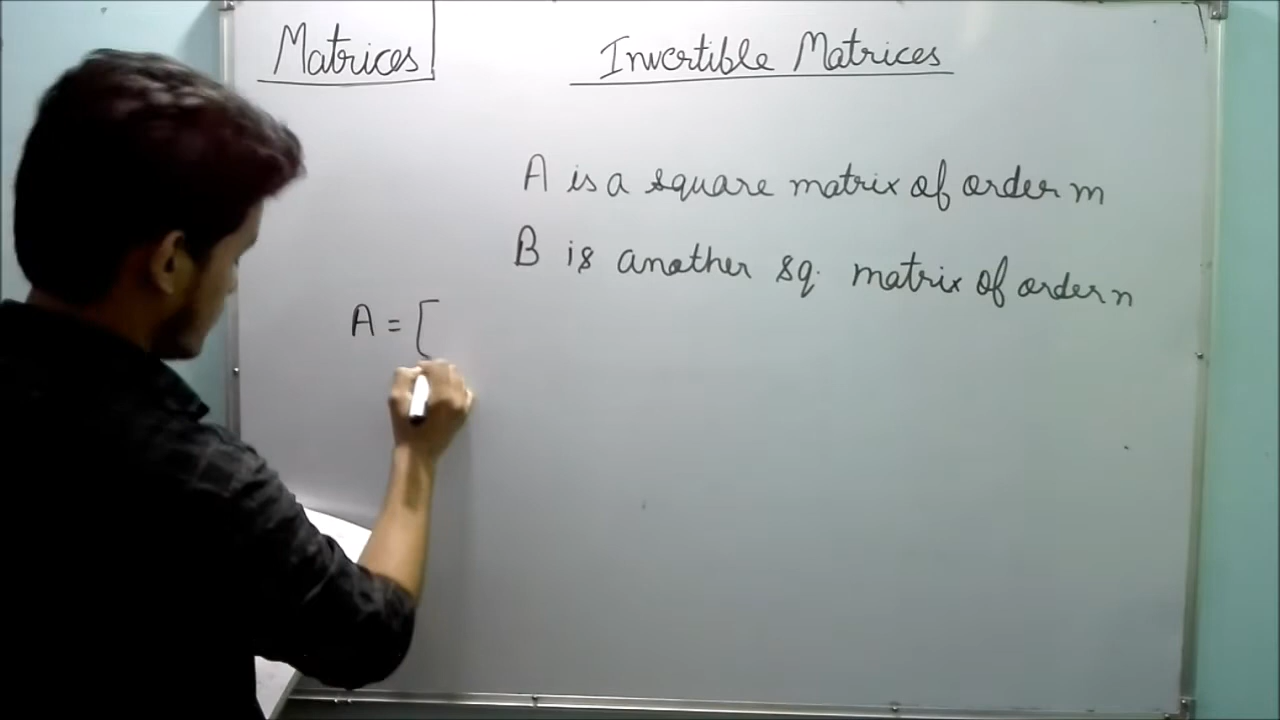 Matrices
Invertible Matrices
A is a square matrix of order m
B is another sq. matrix of order n
A = [